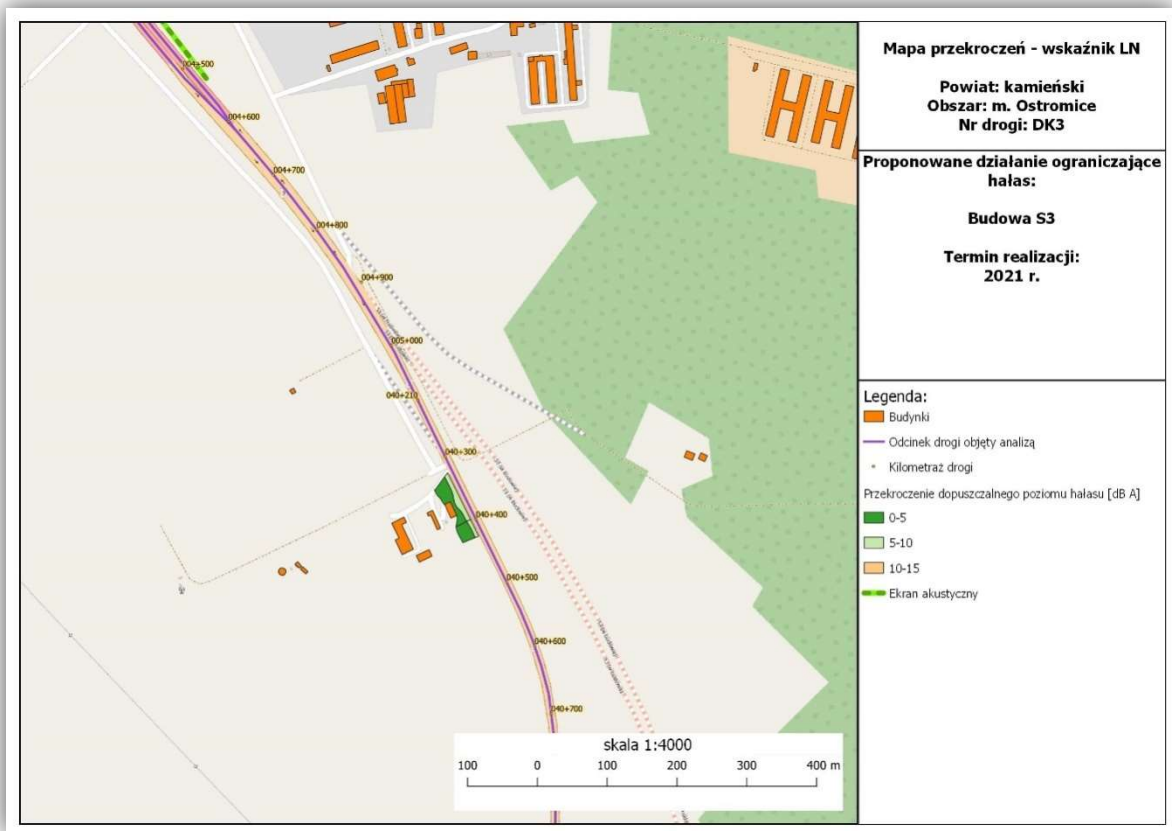 Mapa przekroczeń - wskaźnik LN
Powiat: kamieński
Obszar: m. Ostromice
Nr drogi: DK3
Proponowane działanie ograniczające
hałas:
Budowa S3
Termin realizacji:
2021 r.
Legenda:
Budynki
Odcinek drogi objęty analizą
Kilometraż drogi
Przekroczenie dopuszczalnego poziomu hałasu [dB A]
0-5
5-10
10-15
Ekran akustyczny
004+500
004+600
004+700
004+800
004+900
005+000
040+210
040+300
040+400
040+500
040+600
040+700
skala 1:4000
100 0 100 200 300 400 m